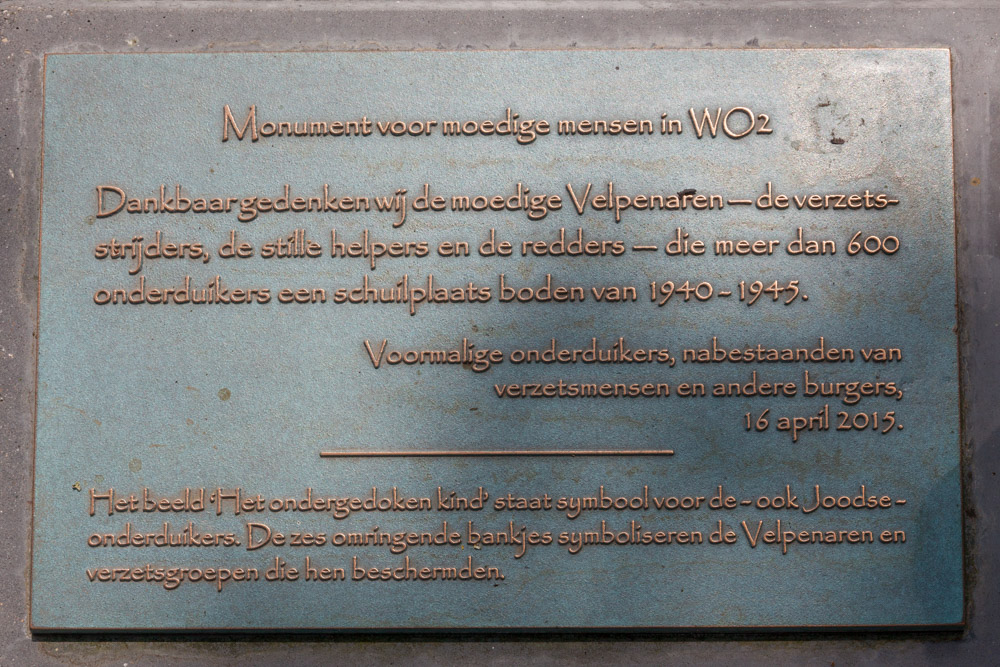 Monument voor moedige mensen in WO2
Dankbaar gedenken wij de moedige Velpenaren – de verzets-
strijders, de stille helpers en de redders – die meer dan 600
onderduikers een schuilplaats boden van 1940 - 1945.
Voormalige onderduikers, nabestaanden van
verzetsmensen en andere burgers,
16 april 2015.
Het beeld 'Het ondergedoken kind' staat symbool voor de - ook Joodse -
onderduikers. De zes omringende bankjes symboliseren de Velpenaren en
verzetsgroepen die hen beschermden.